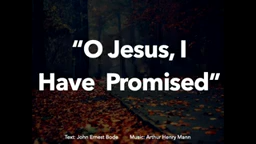 “O Jesus, I
Have Promised”
Text: John Ernest Bode Music: Arthur Henry Mann